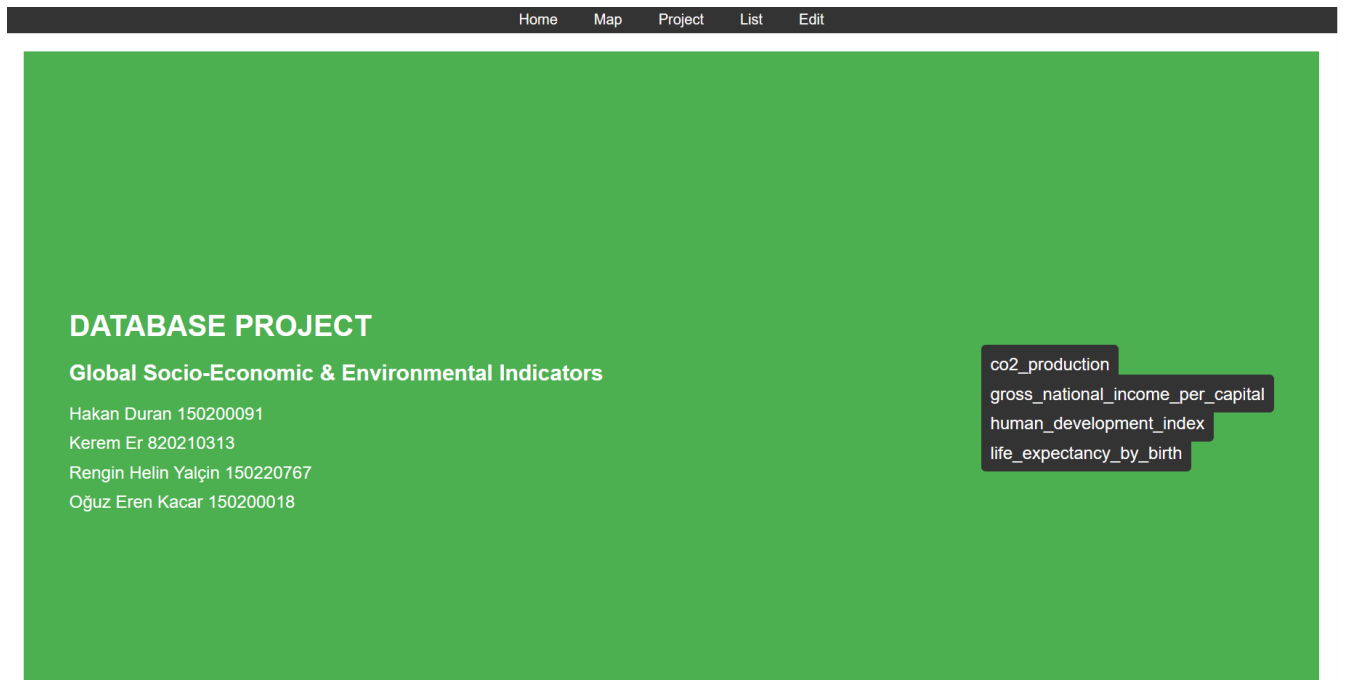 Home Map Project List Edit
DATABASE PROJECT
Global Socio-Economic & Environmental Indicators
Hakan Duran 150200091
Kerem Er 820210313
Rengin Helin Yalçin 150220767
Oğuz Eren Kacar 150200018
co2_production
gross_national_income_per_capital
human_development_index
life_expectancy_by_birth